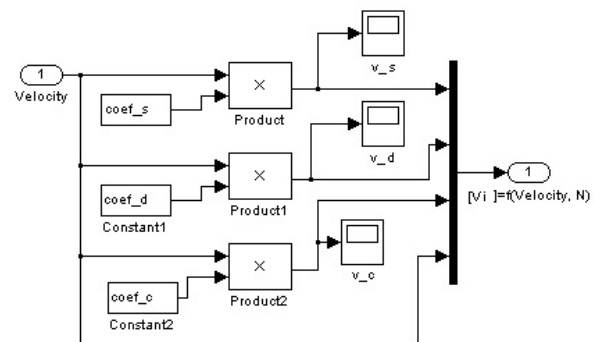 v_s
1
Velocity
coef_s
×
Product
v_d
coef_d
Constant1
×
Product1
1
[Vi ]=f(Velocity, N)
coef_c
Constant2
×
Product2
v_c